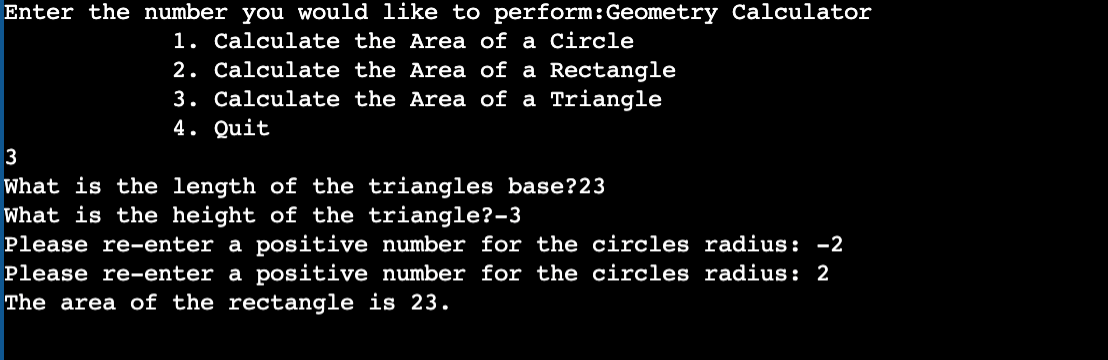 Enter the number you would like to perform:Geometry Calculator
1. Calculate the Area of a Circle
2. Calculate the Area of a Rectangle
3. Calculate the Area of a Triangle
4. Quit
3
What is the length of the triangles base?23
What is the height of the triangle?-3
Please re-enter a positive number for the circles radius: -2
Please re-enter a positive number for the circles radius: 2
The area of the rectangle is 23.